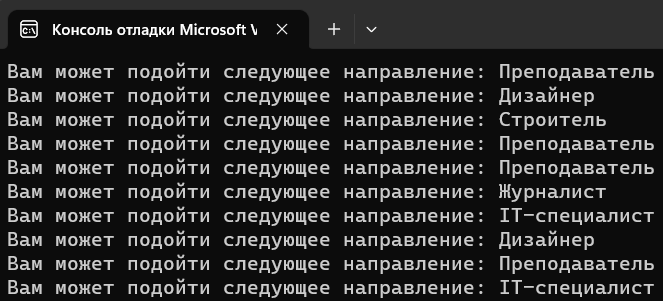 Консоль отладки Microsoft V
Вам может подойти следующее направление: Преподаватель
Вам может подойти следующее направление: Дизайнер
Вам может подойти следующее направление: Строитель
Вам может подойти следующее направление: Преподаватель
Вам может подойти следующее направление: Преподаватель
Вам может подойти следующее направление: Журналист
Вам может подойти следующее направление: IT-специалист
Вам может подойти следующее направление: Дизайнер
Вам может подойти следующее направление: Преподаватель
Вам может подойти следующее направление: IT-специалист